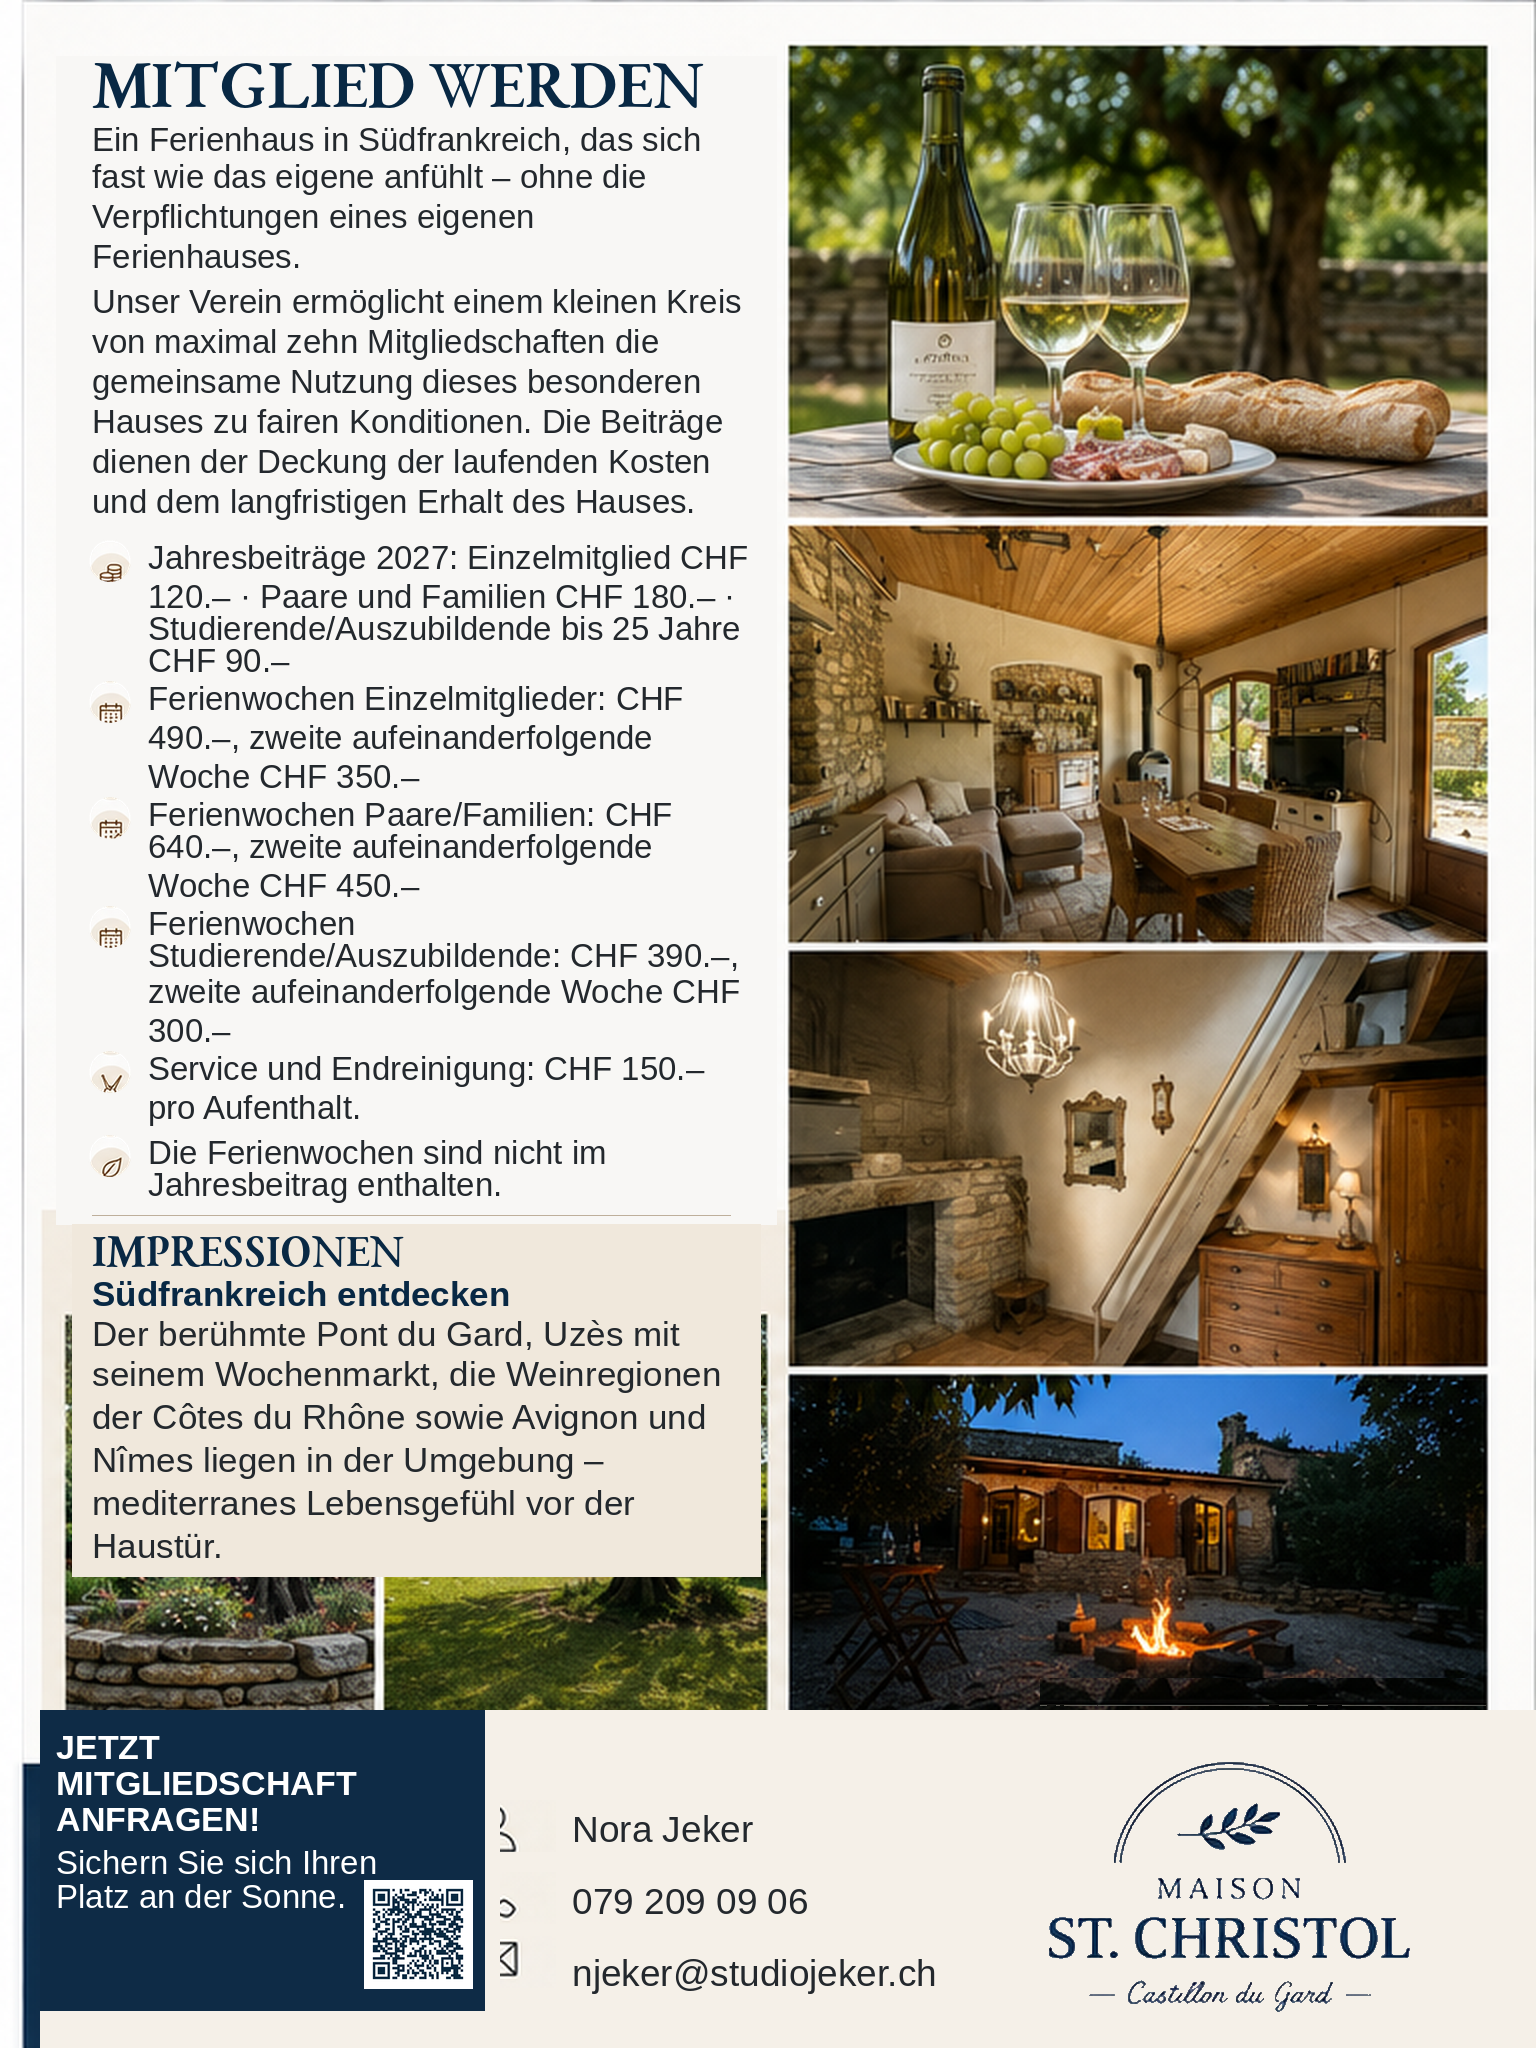 MITGLIED WERDEN
Ein Ferienhaus in Südfrankreich, das sich
fast wie das eigene anfühlt – ohne die
Verpflichtungen eines eigenen
Ferienhauses.
Unser Verein ermöglicht einem kleinen Kreis
von maximal zehn Mitgliedschaften die
gemeinsame Nutzung dieses besonderen
Hauses zu fairen Konditionen. Die Beiträge
dienen der Deckung der laufenden Kosten
und dem langfristigen Erhalt des Hauses.
Jahresbeiträge 2027: Einzelmitglied CHF
120.– · Paare und Familien CHF 180.– ·
Studierende/Auszubildende bis 25 Jahre
CHF 90.–
Ferienwochen Einzelmitglieder: CHF
490.–, zweite aufeinanderfolgende
Woche CHF 350.–
Ferienwochen Paare/Familien: CHF
640.–, zweite aufeinanderfolgende
Woche CHF 450.–
Ferienwochen
Studierende/Auszubildende: CHF 390.–,
zweite aufeinanderfolgende Woche CHF
300.–
Service und Endreinigung: CHF 150.–
pro Aufenthalt.
Die Ferienwochen sind nicht im
Jahresbeitrag enthalten.
IMPRESSIONEN
Südfrankreich entdecken
Der berühmte Pont du Gard, Uzès mit
seinem Wochenmarkt, die Weinregionen
der Côtes du Rhône sowie Avignon und
Nîmes liegen in der Umgebung –
mediterranes Lebensgefühl vor der
Haustür.
JETZT
MITGLIEDSCHAFT
ANFRAGEN!
Sichern Sie sich Ihren
Platz an der Sonne.
Nora Jeker
079 209 09 06
njeker@studiojeker.ch
MAISON
ST. CHRISTOL
— Castillon du Gard —